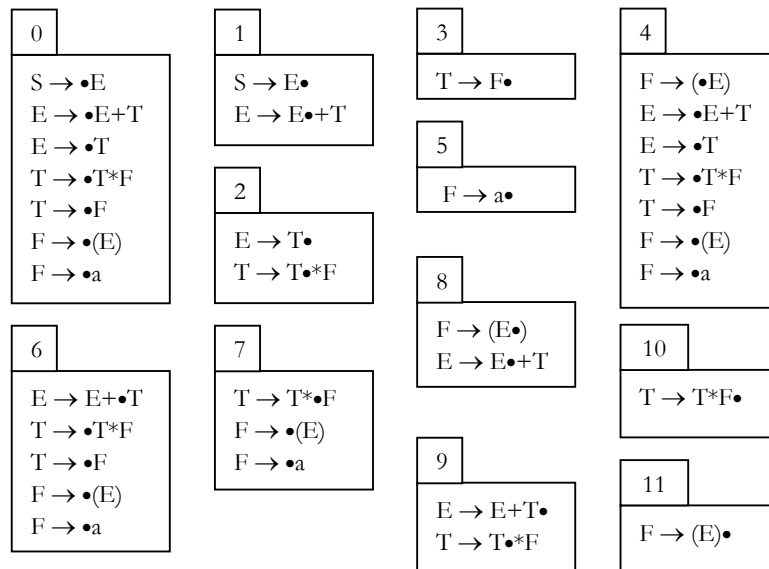 0
S → •E
E → •E+T
E → •T
T → •T*F
T → •F
F → •(E)
F → •a
1
S → E•
E → E•+T
2
E → T•
T → T•*F
3
T → F•
5
F → a•
4
F → (•E)
E → •E+T
E → •T
T → •T*F
T → •F
F → •(E)
F → •a
6
E → E+•T
T → •T*F
T → •F
F → •(E)
F → •a
7
T → T*•F
F → •(E)
F → •a
8
F → (E•)
E → E•+T
9
E → E+T•
T → T•*F
10
T → T*F•
11
F → (E)•